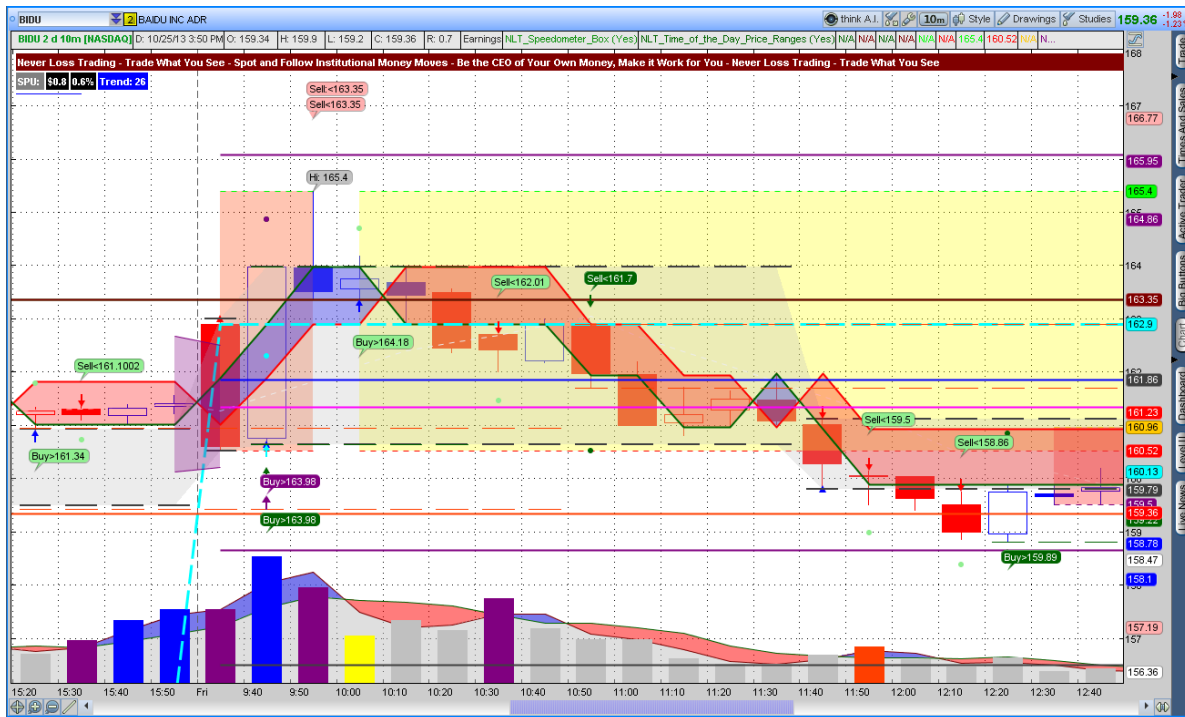 BIDU 2 BAIDU INC ADR think A.I. 10m Style Drawings Studies 159.36 -1.98
-1.23%
BIDU 2 d 10m [NASDAQ] D: 10/25/13 3:50 PM O: 159.34 H: 159.9 L: 159.2 C: 159.36 R: 0.7 Earnings NLT_Speedometer_Box (Yes) NLT_Time_of_the_Day_Price_Ranges (Yes) N/A N/A N/A N/A N/A N/A 165.4 160.52 N/A N...
Never Loss Trading - Trade What You See - Spot and Follow Institutional Money Moves - Be the CEO of Your Own Money, Make it Work for You - Never Loss Trading - Trade What You See
168
SPU: $0.8 0.6% Trend: 26
Sell:<163.35
Sell<163.35
167
166.77
165.95
Hi: 165.4
165.4
164.86
164
Sell<162.01
Sell<161.7
163.35
162.9
Buy>164.18
162
Sell<161.1002
161.86
161.23
160.96
Sell<159.5
Sell<158.86
160.52
Buy>161.34
160.13
Buy>163.98
159.79
159.5
159.36
159.22
Buy>163.98
159
158.78
Buy>159.89
158.47
158.1
157.19
157
156.36
15:20 15:30 15:40 15:50 Fri 9:40 9:50 10:00 10:10 10:20 10:30 10:40 10:50 11:00 11:10 11:20 11:30 11:40 11:50 12:00 12:10 12:20 12:30 12:40
Trade
Times And Sales
Active Trader
Big Buttons
Chart
Dashboard
Level II
Live News